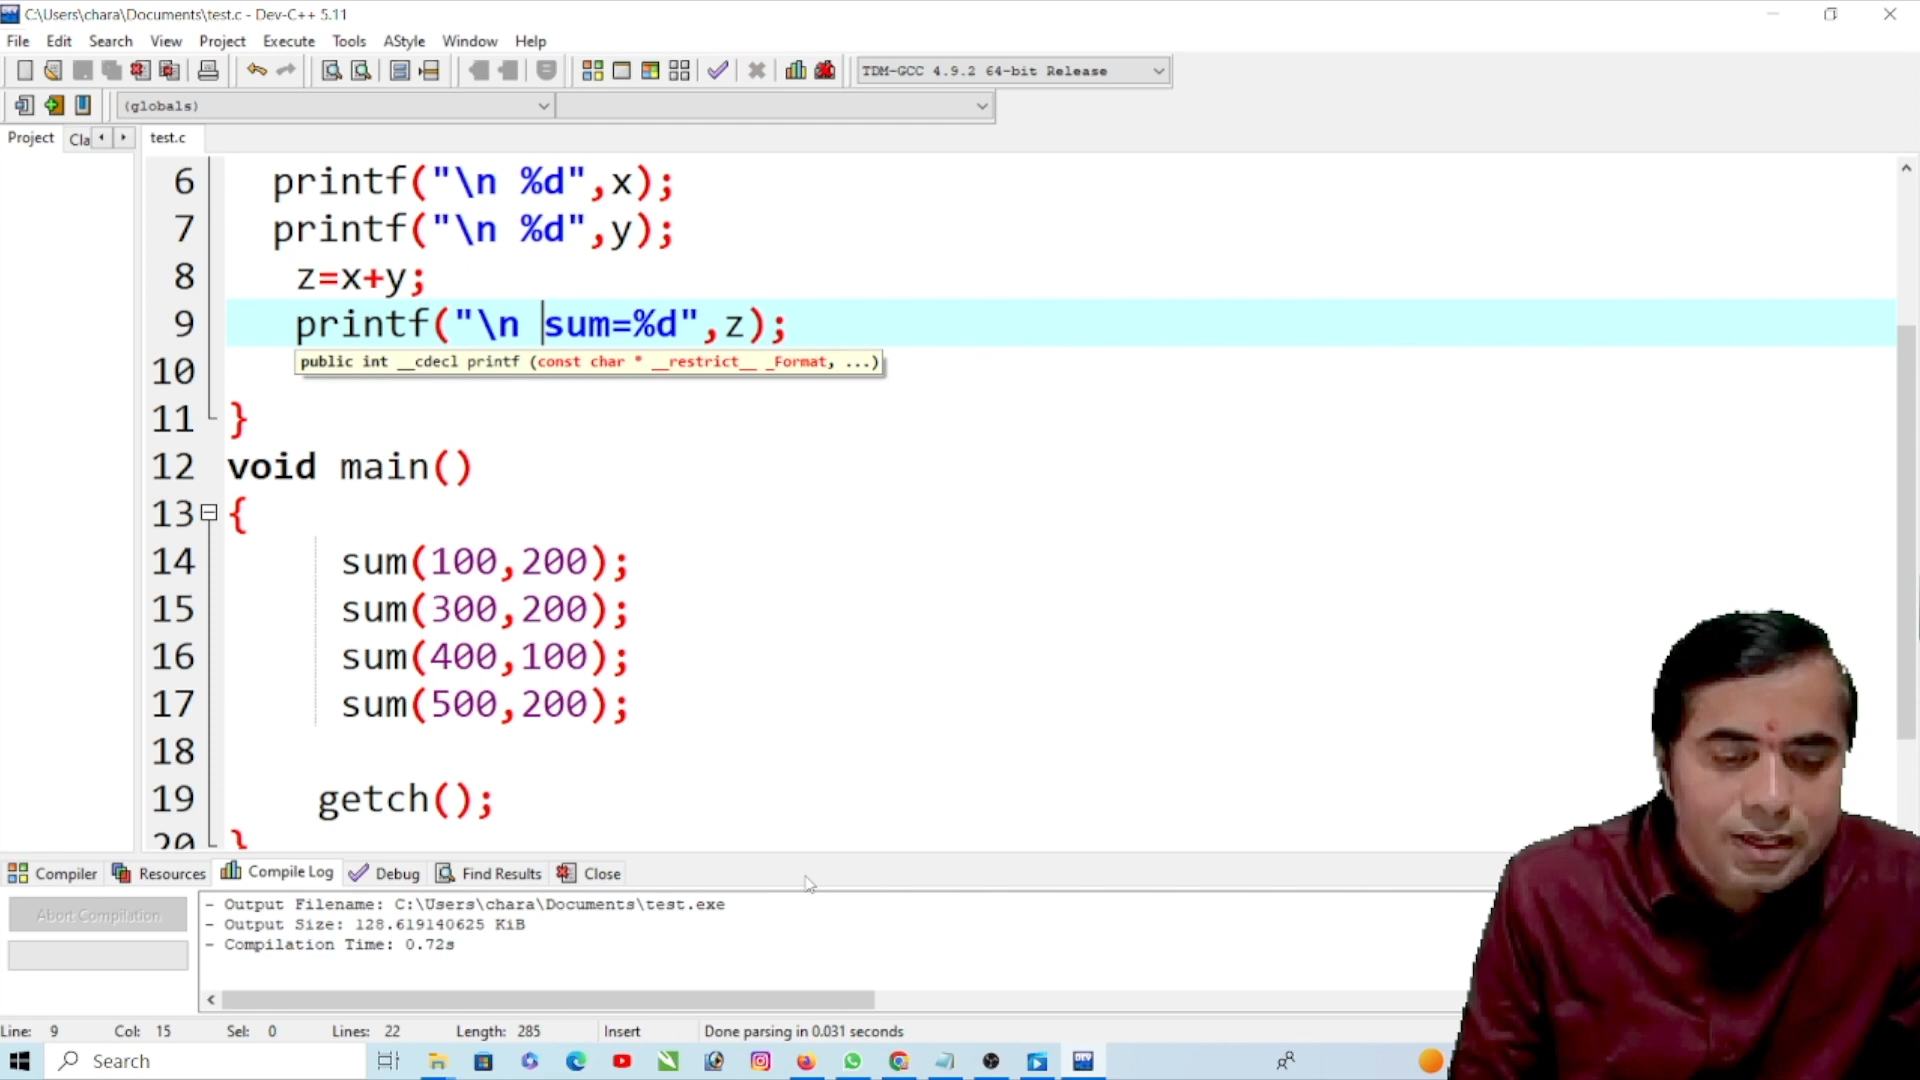 C:\Users\chara\Documents\test.c - Dev-C++ 5.11
File Edit Search View Project Execute Tools AStyle Window Help
TDM-GCC 4.9.2 64-bit Release
(globals)
Project Cla test.c
6 printf("\n %d",x);
7 printf("\n %d",y);
8 z=x+y;
9 printf("\n sum=%d",z);
public int __cdecl printf (const char * __restrict__ _Format, ...)
10
11 }
12 void main()
13 {
14 sum(100,200);
15 sum(300,200);
16 sum(400,100);
17 sum(500,200);
18
19 getch();
20 }
Compiler Resources Compile Log Debug Find Results Close
Abort Compilation
- Output Filename: C:\Users\chara\Documents\test.exe
- Output Size: 128.619140625 KiB
- Compilation Time: 0.72s
Line: 9 Col: 15 Sel: 0 Lines: 22 Length: 285 Insert Done parsing in 0.031 seconds
Search
DEV